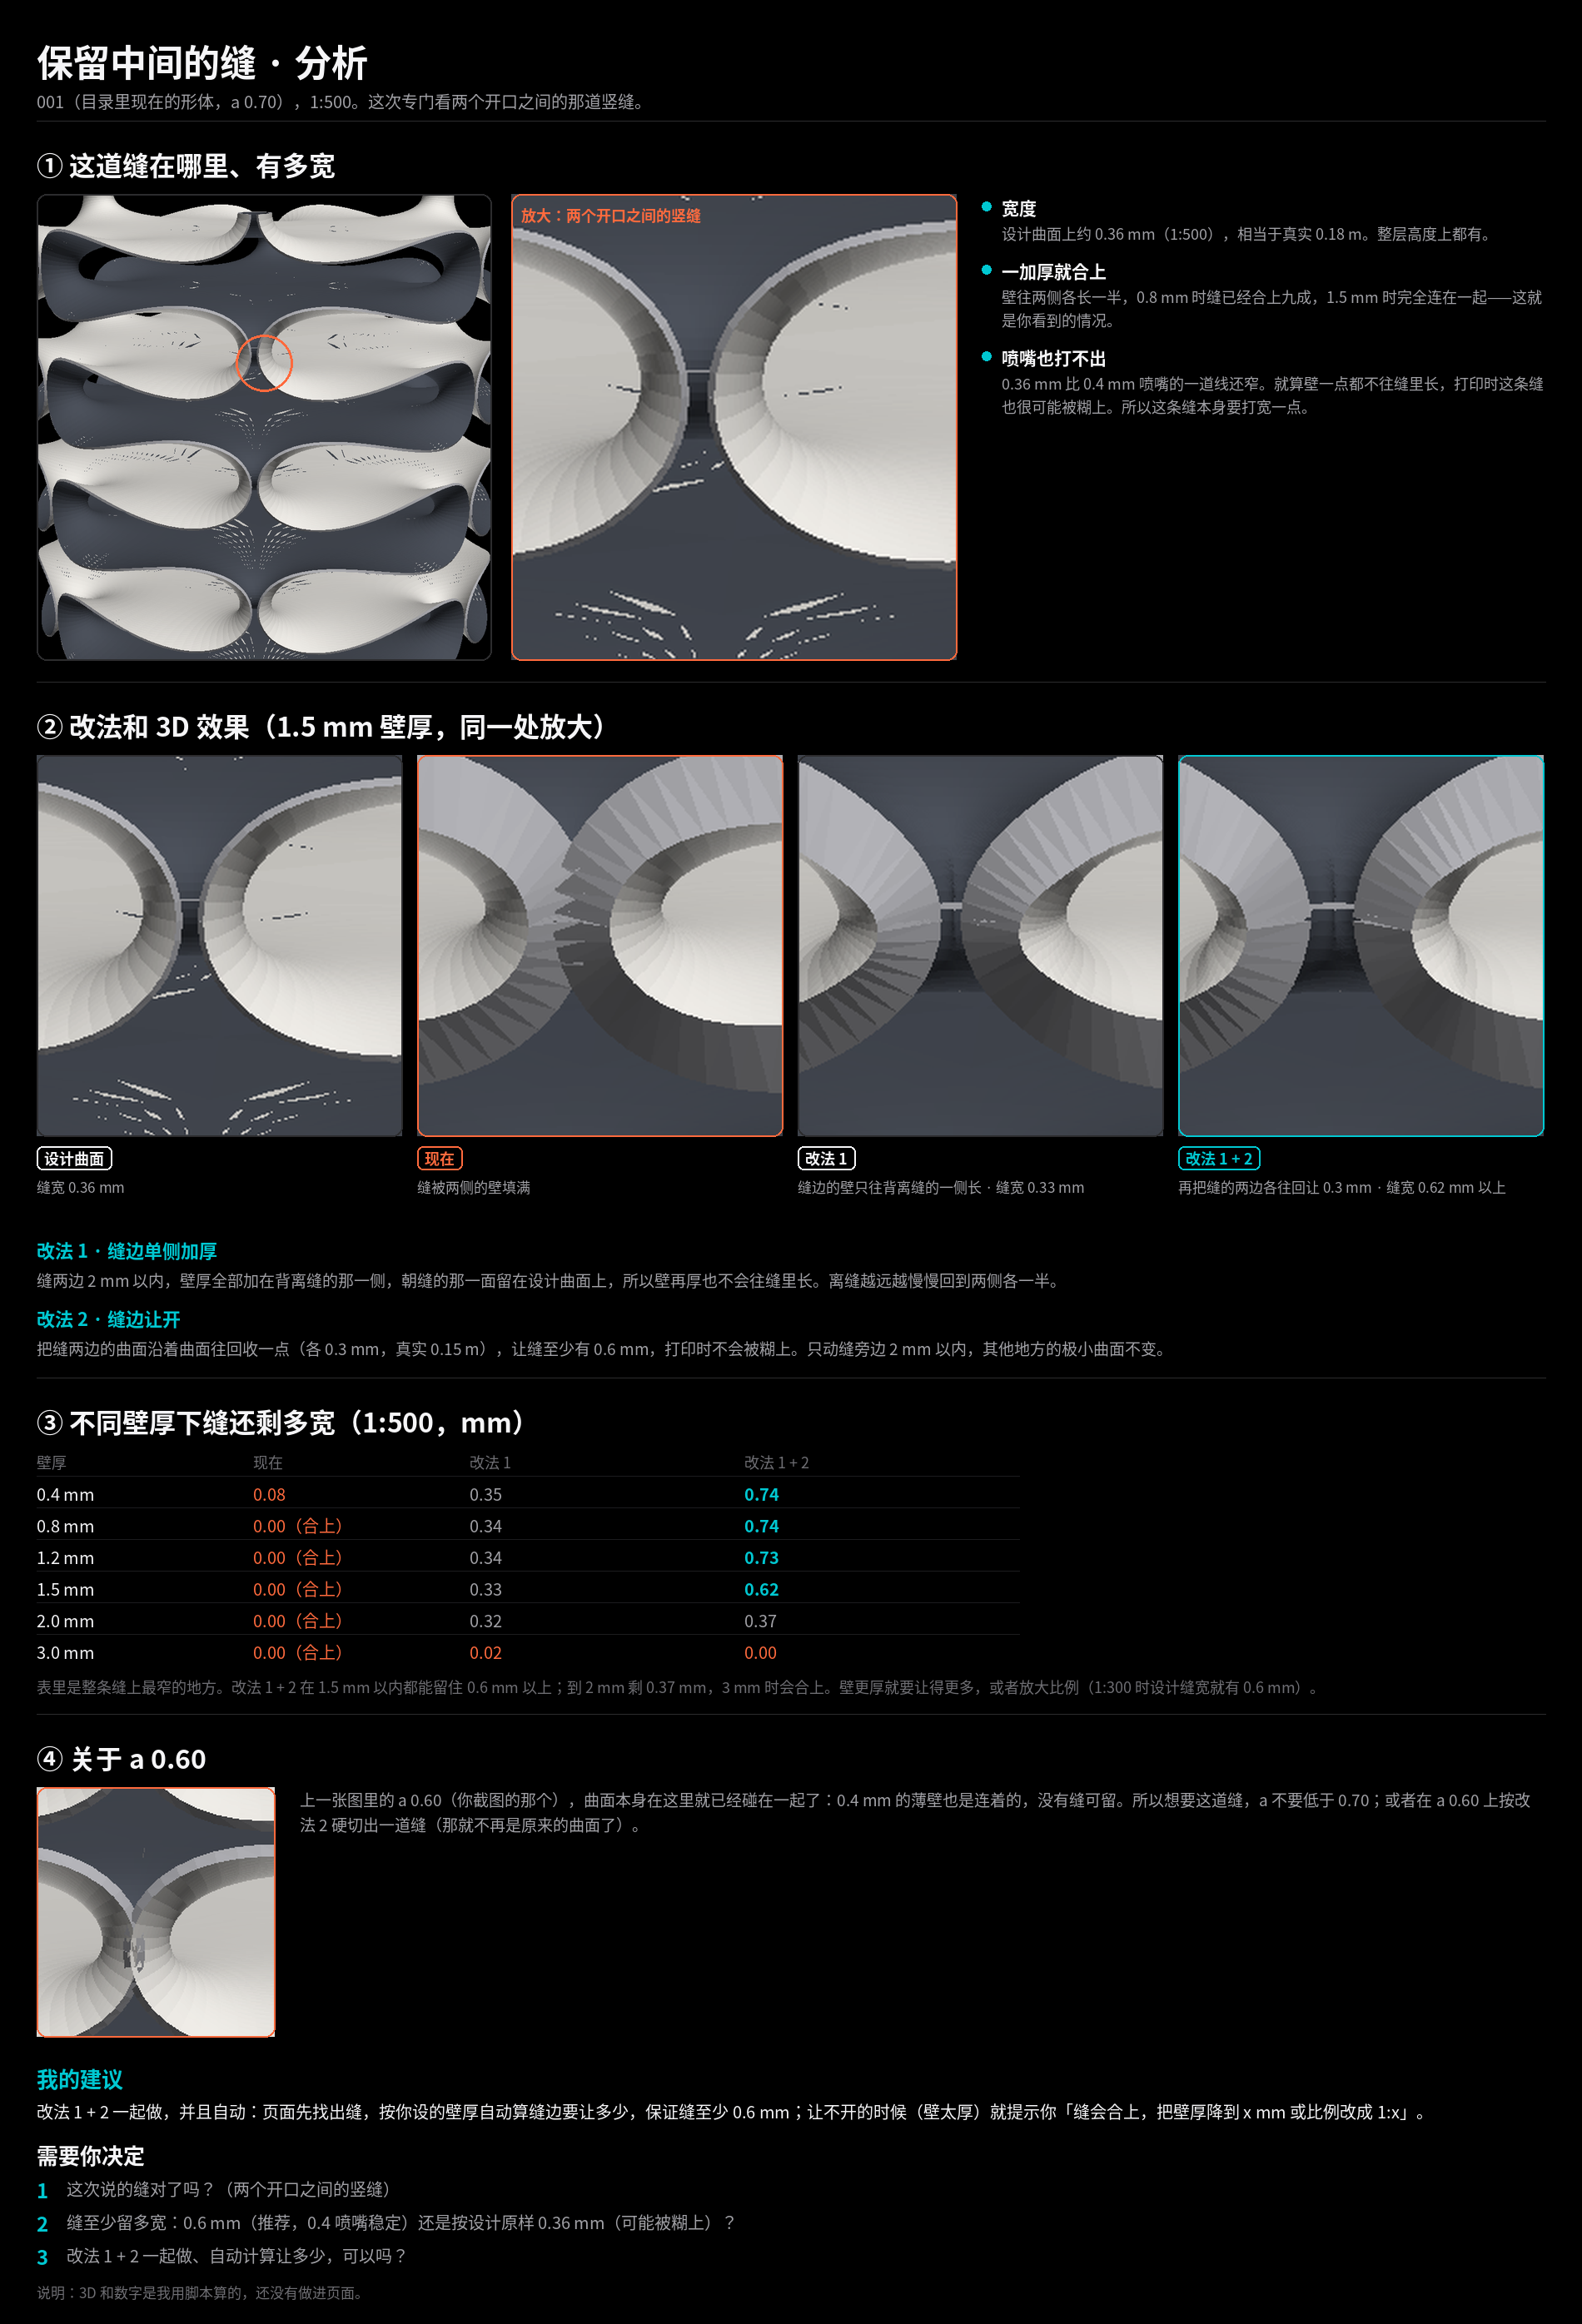 保留中间的缝 · 分析
001（目录里现在的形体，a 0.70），1:500。这次专门看两个开口之间的那道竖缝。
① 这道缝在哪里、有多宽
放大：两个开口之间的竖缝
宽度
设计曲面上约 0.36 mm（1:500），相当于真实 0.18 m。整层高度上都有。
一加厚就合上
壁往两侧各长一半，0.8 mm 时缝已经合上九成，1.5 mm 时完全连在一起——这就
是你看到的情况。
喷嘴也打不出
0.36 mm 比 0.4 mm 喷嘴的一道线还窄。就算壁一点都不往缝里长，打印时这条缝
也很可能被糊上。所以这条缝本身要打宽一点。
② 改法和 3D 效果（1.5 mm 壁厚，同一处放大）
设计曲面
缝宽 0.36 mm
现在
缝被两侧的壁填满
改法 1
缝边的壁只往背离缝的一侧长 · 缝宽 0.33 mm
改法 1 + 2
再把缝的两边各往回让 0.3 mm · 缝宽 0.62 mm 以上
改法 1 · 缝边单侧加厚
缝两边 2 mm 以内，壁厚全部加在背离缝的那一侧，朝缝的那一面留在设计曲面上，所以壁再厚也不会往缝里长。离缝越远越慢慢回到两侧各一半。
改法 2 · 缝边让开
把缝两边的曲面沿着曲面往回收一点（各 0.3 mm，真实 0.15 m），让缝至少有 0.6 mm，打印时不会被糊上。只动缝旁边 2 mm 以内，其他地方的极小曲面不变。
③ 不同壁厚下缝还剩多宽（1:500，mm）
壁厚 现在 改法 1 改法 1 + 2
0.4 mm 0.08 0.35 0.74
0.8 mm 0.00（合上） 0.34 0.74
1.2 mm 0.00（合上） 0.34 0.73
1.5 mm 0.00（合上） 0.33 0.62
2.0 mm 0.00（合上） 0.32 0.37
3.0 mm 0.00（合上） 0.02 0.00
表里是整条缝上最窄的地方。改法 1 + 2 在 1.5 mm 以内都能留住 0.6 mm 以上；到 2 mm 剩 0.37 mm，3 mm 时会合上。壁更厚就要让得更多，或者放大比例（1:300 时设计缝宽就有 0.6 mm）。
④ 关于 a 0.60
上一张图里的 a 0.60（你截图的那个），曲面本身在这里就已经碰在一起了：0.4 mm 的薄壁也是连着的，没有缝可留。所以想要这道缝，a 不要低于 0.70；或者在 a 0.60 上按改
法 2 硬切出一道缝（那就不再是原来的曲面了）。
我的建议
改法 1 + 2 一起做，并且自动：页面先找出缝，按你设的壁厚自动算缝边要让多少，保证缝至少 0.6 mm；让不开的时候（壁太厚）就提示你「缝会合上，把壁厚降到 x mm 或比例改成 1:x」。
需要你决定
1 这次说的缝对了吗？（两个开口之间的竖缝）
2 缝至少留多宽：0.6 mm（推荐，0.4 喷嘴稳定）还是按设计原样 0.36 mm（可能被糊上）？
3 改法 1 + 2 一起做、自动计算让多少，可以吗？
说明：3D 和数字是我用脚本算的，还没有做进页面。